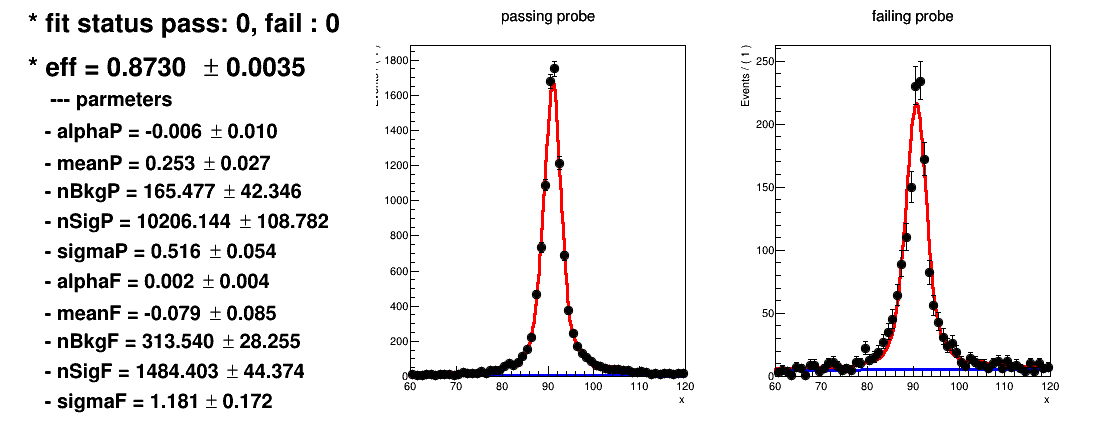 * fit status pass: 0, fail : 0
* eff = 0.8730 ± 0.0035
--- parmeters
- alphaP = -0.006 ± 0.010
- meanP = 0.253 ± 0.027
- nBkgP = 165.477 ± 42.346
- nSigP = 10206.144 ± 108.782
- sigmaP = 0.516 ± 0.054
- alphaF = 0.002 ± 0.004
- meanF = -0.079 ± 0.085
- nBkgF = 313.540 ± 28.255
- nSigF = 1484.403 ± 44.374
- sigmaF = 1.181 ± 0.172
passing probe
1800
1600
1400
1200
1000
800
600
400
200
0
60 70 80 90 100 110 120
x
failing probe
Events / ( 1 )
250
200
150
100
50
0
60 70 80 90 100 110 120
x